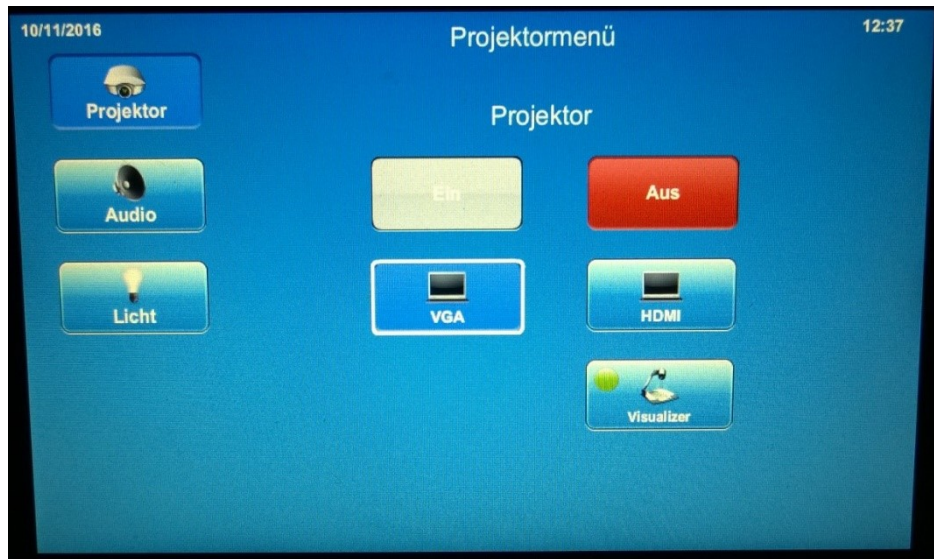 10/11/2016
Projektormenü
12:37
Projektor
Projektor
Audio
Ein
Aus
Licht
VGA
HDMI
Visualizer